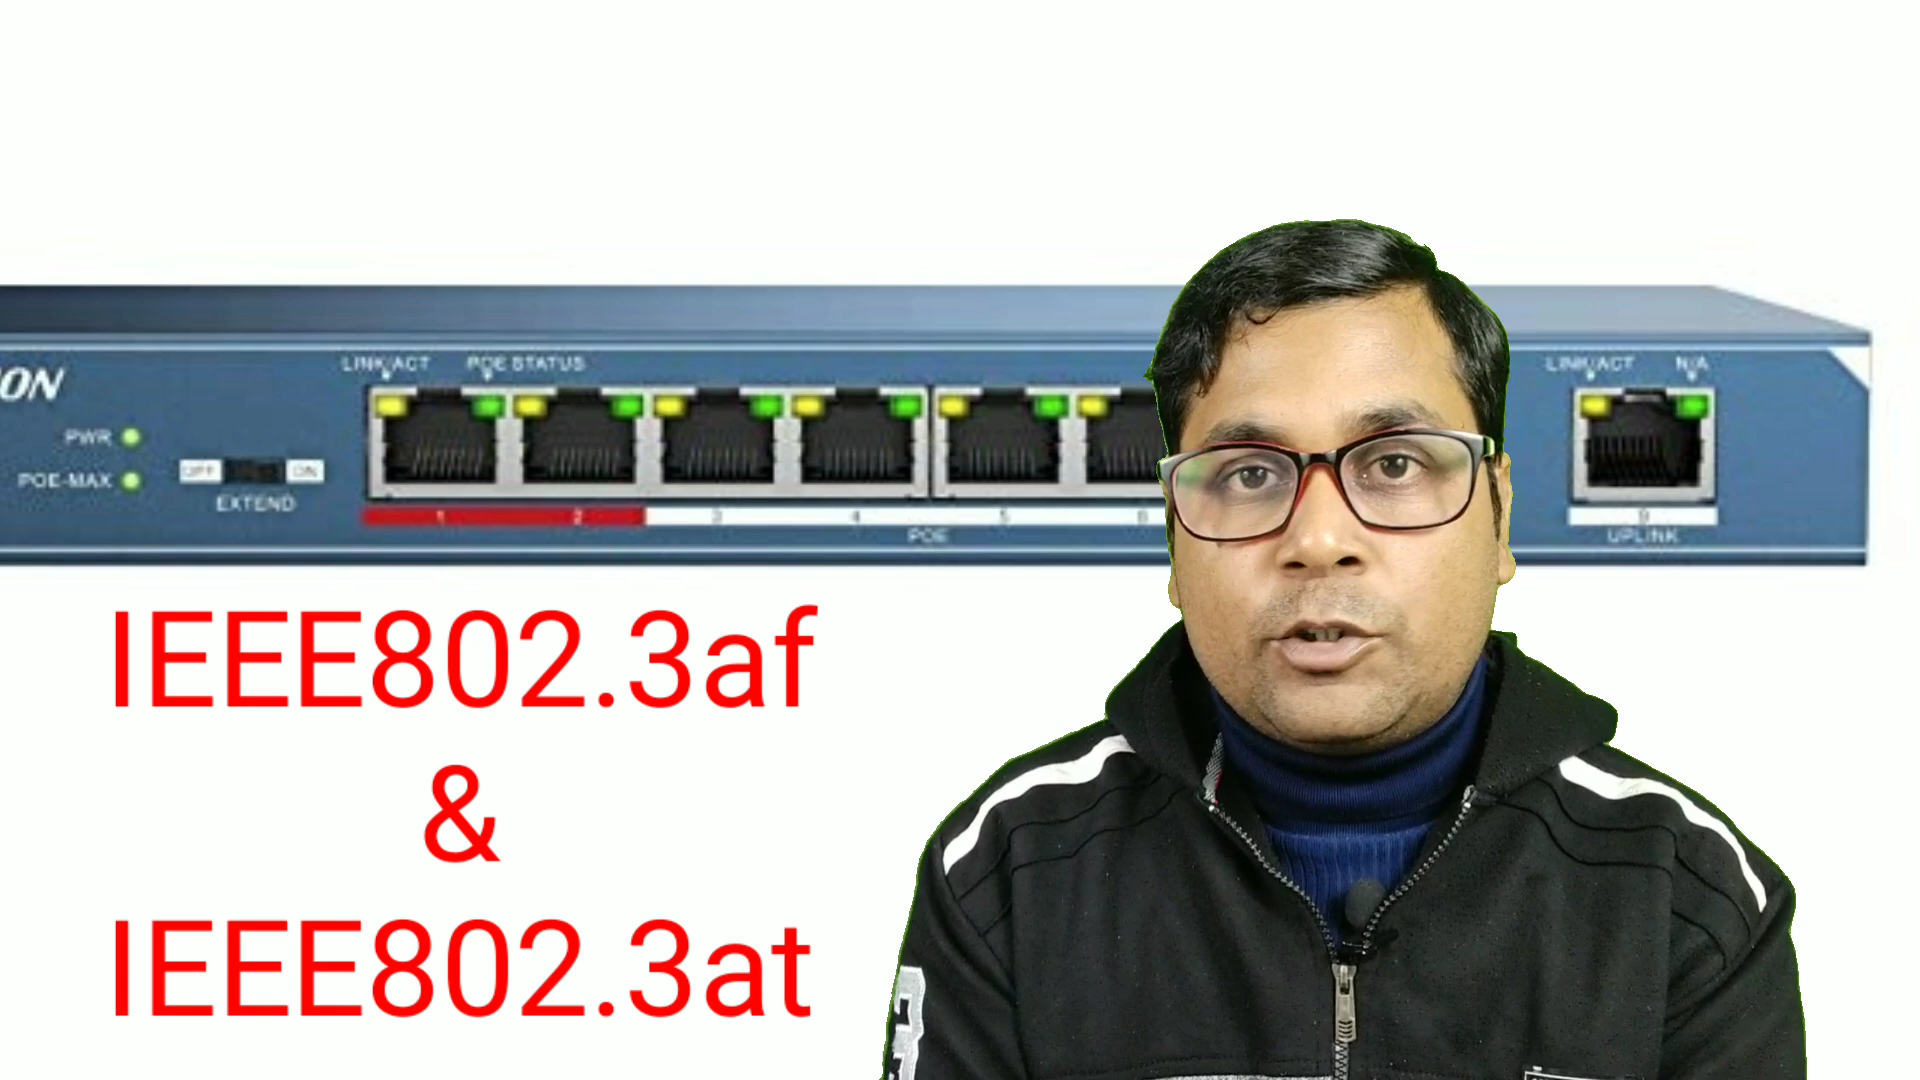 LINK/ACT POE STATUS
LINK/ACT N/A
ON
PWR
POE-MAX
OFF ON
EXTEND
1 2 3 4 5 6
9
POE
UPLINK
IEEE802.3af
&
IEEE802.3at